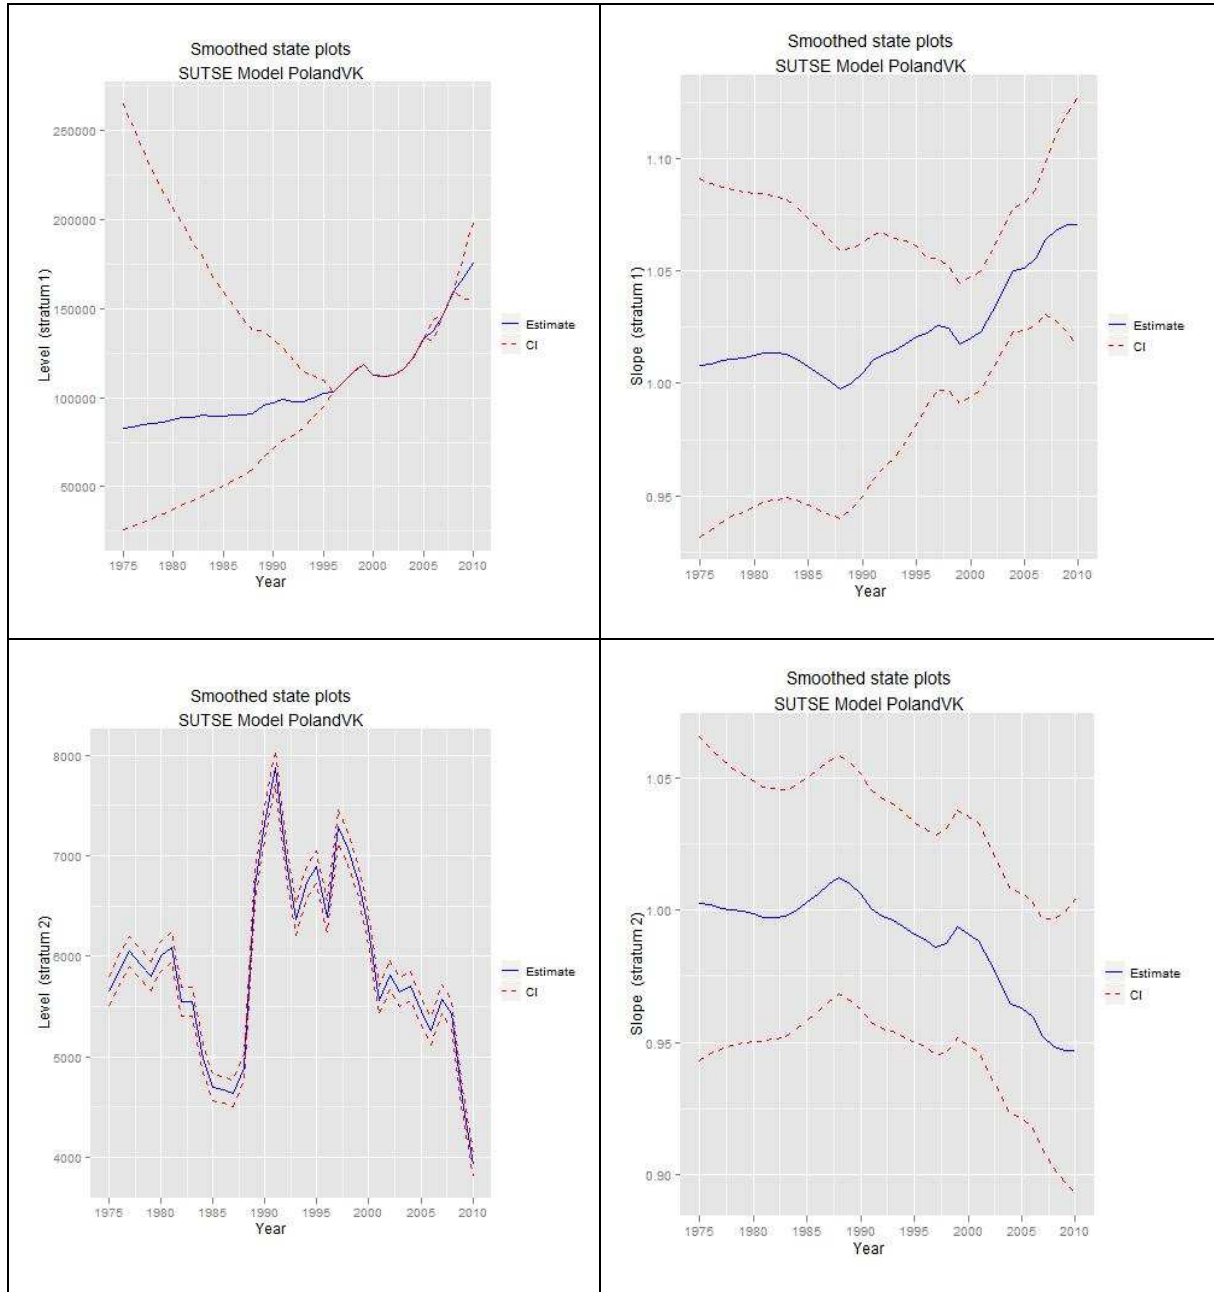 Smoothed state plots
SUTSE Model PolandVK
Level (stratum 1)
250000
200000
150000
100000
50000
1975 1980 1985 1990 1995 2000 2005 2010
Year
Estimate
CI
Smoothed state plots
SUTSE Model PolandVK
Slope (stratum 1)
1.10
1.05
1.00
0.95
1975 1980 1985 1990 1995 2000 2005 2010
Year
Estimate
CI
Smoothed state plots
SUTSE Model PolandVK
Level (stratum 2)
8000
7000
6000
5000
4000
1975 1980 1985 1990 1995 2000 2005 2010
Year
Estimate
CI
Smoothed state plots
SUTSE Model PolandVK
Slope (stratum 2)
1.05
1.00
0.95
0.90
1975 1980 1985 1990 1995 2000 2005 2010
Year
Estimate
CI